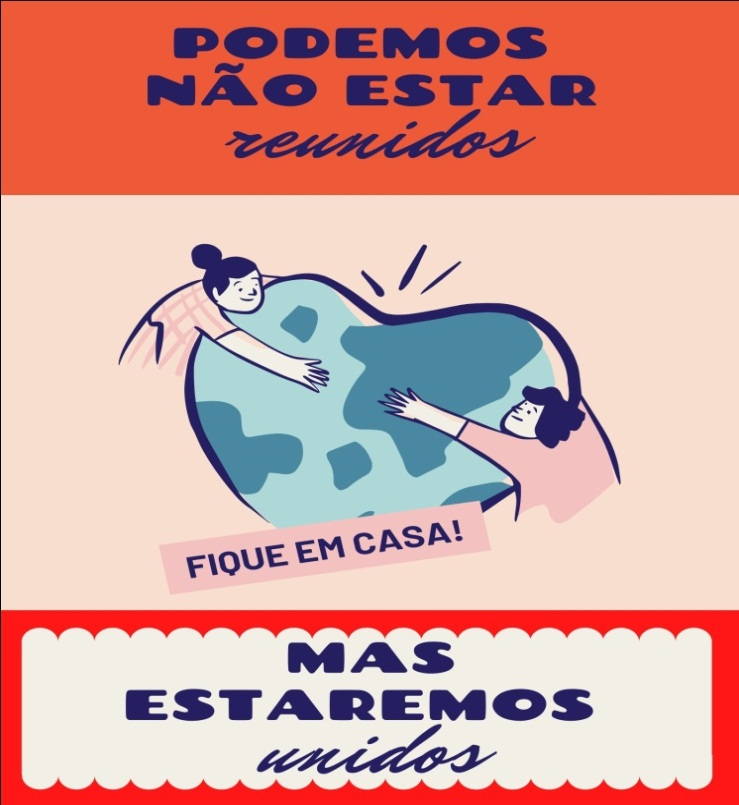 PODEMOS
NÃO ESTAR
reunidos
FIQUE EM CASA!
MAS
ESTAREMOS
unidos